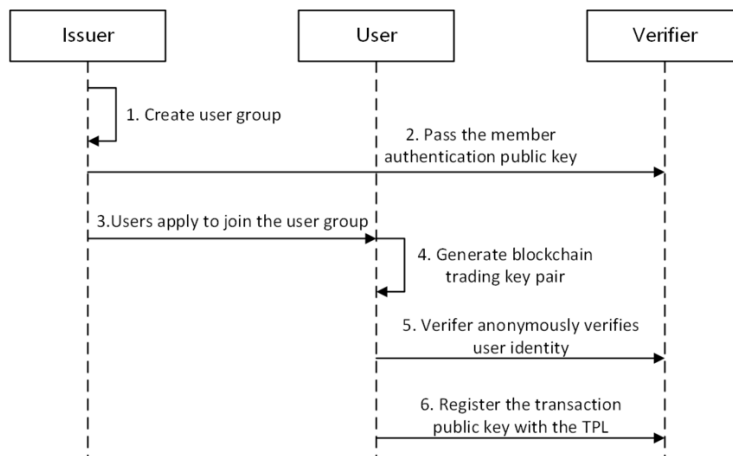 Issuer
User
Verifier
1. Create user group
2. Pass the member
authentication public key
3.Users apply to join the user group
4. Generate blockchain
trading key pair
5. Verifer anonymously verifies
user identity
6. Register the transaction
public key with the TPL